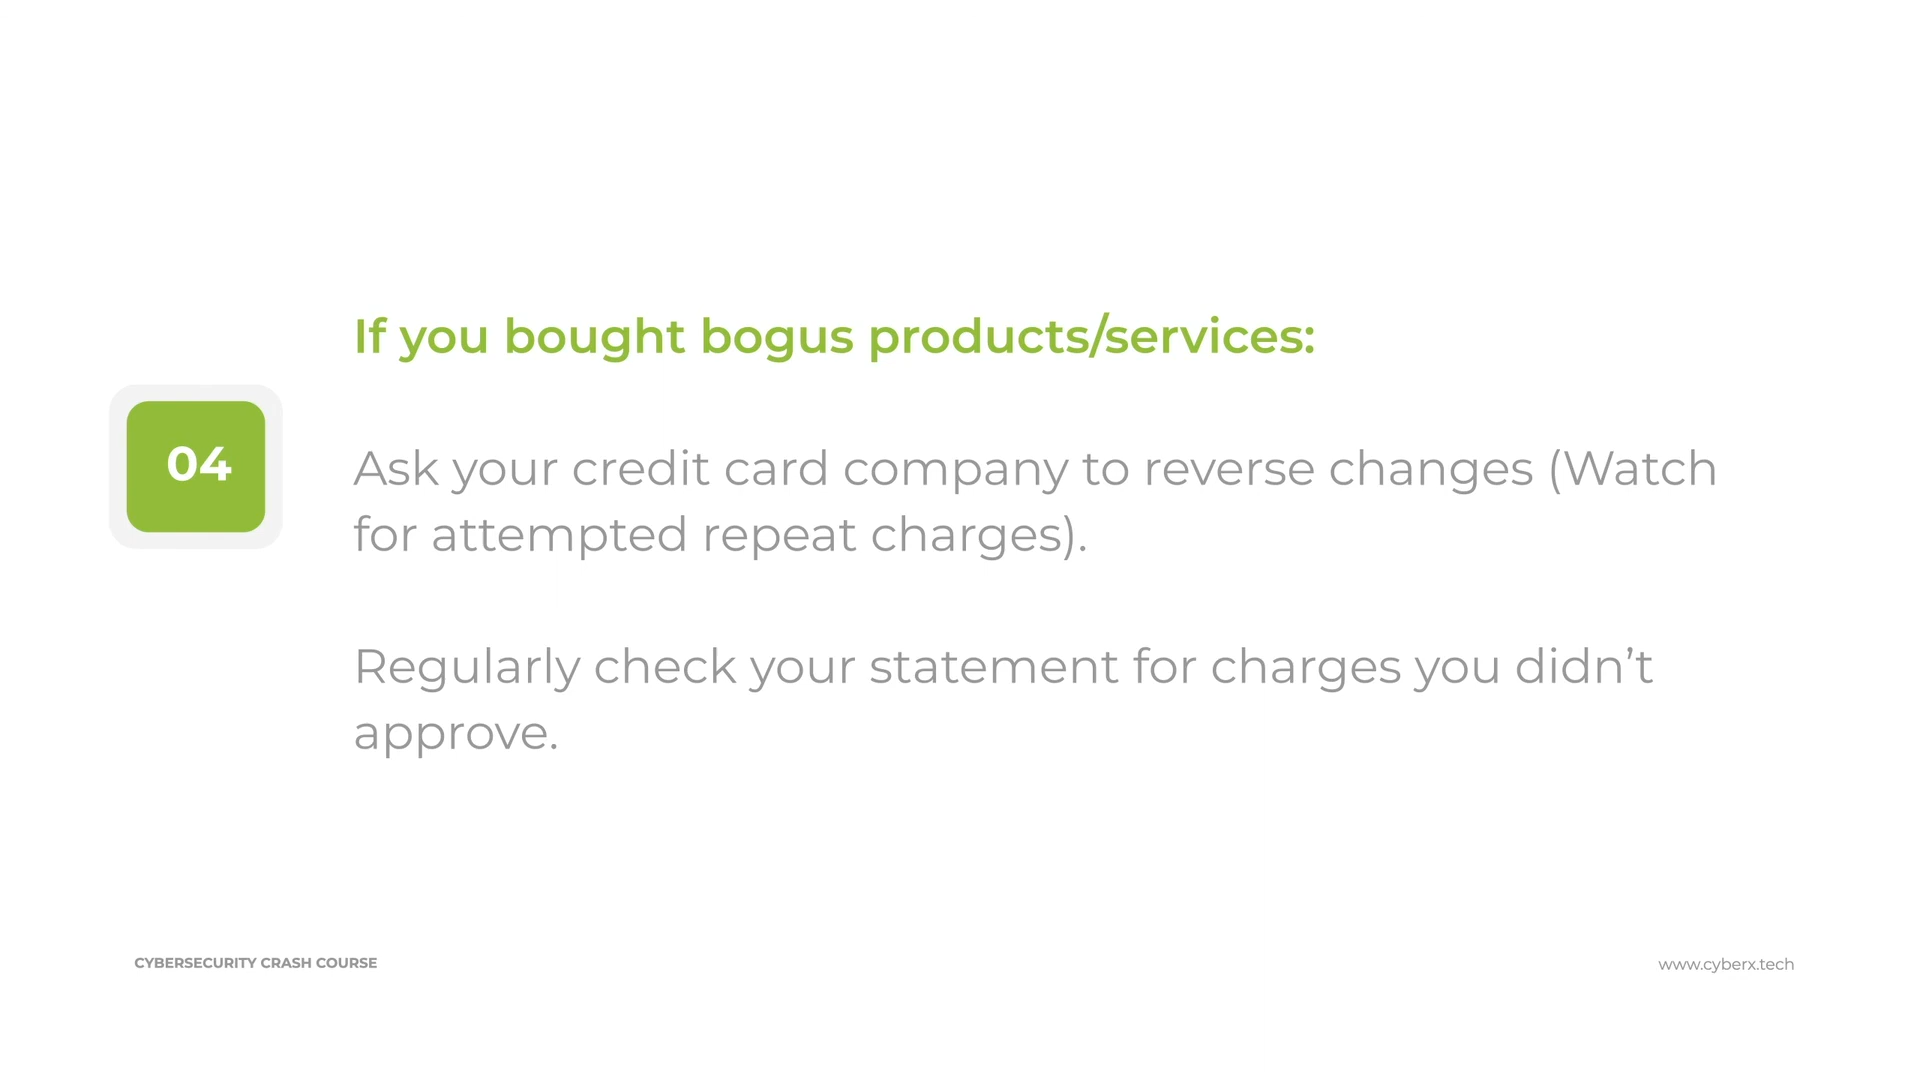 If you bought bogus products/services:
04
Ask your credit card company to reverse changes (Watch
for attempted repeat charges).
Regularly check your statement for charges you didn’t
approve.
CYBERSECURITY CRASH COURSE
www.cyberx.tech